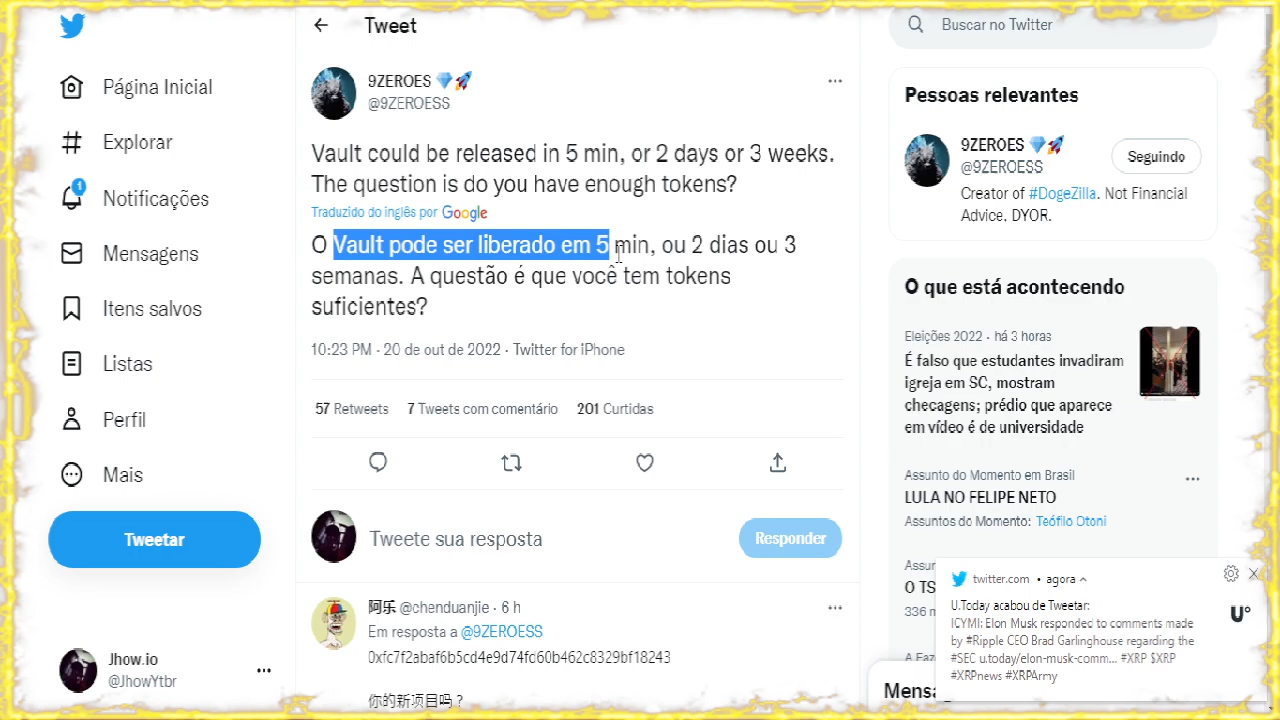 Página Inicial
Explorar
1
Notificações
Mensagens
Itens salvos
Listas
Perfil
Mais
Tweetar
Jhow.io
@JhowYtbr
Tweet
9ZEROES
@9ZEROESS
Vault could be released in 5 min, or 2 days or 3 weeks.
The question is do you have enough tokens?
Traduzido do inglês por Google
O Vault pode ser liberado em 5 min, ou 2 dias ou 3
semanas. A questão é que você tem tokens
suficientes?
10:23 PM · 20 de out de 2022 · Twitter for iPhone
57 Retweets 7 Tweets com comentário 201 Curtidas
Tweete sua resposta
Responder
阿乐 @chenduanjie · 6 h
Em resposta a @9ZEROESS
0xfc7f2abaf6b5cd4e9d74fc60b462c8329bf18243
你的新项目吗？
Buscar no Twitter
Pessoas relevantes
9ZEROES
@9ZEROESS
Seguindo
Creator of #DogeZilla. Not Financial
Advice. DYOR.
O que está acontecendo
Eleições 2022 · há 3 horas
É falso que estudantes invadiram
igreja em SC, mostram
checagens; prédio que aparece
em vídeo é de universidade
Assunto do Momento em Brasil
LULA NO FELIPE NETO
Assuntos do Momento: Teófilo Otoni
O TS
336 m
A Faz
twitter.com • agora
U.Today acabou de Tweetar:
ICYMI: Elon Musk responded to comments made
by #Ripple CEO Brad Garlinghouse regarding the
#SEC u.today/elon-musk-comm... #XRP $XRP
#XRPnews #XRPArmy
U°